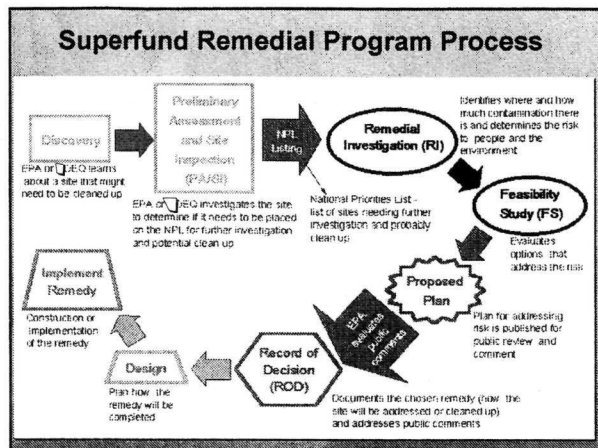 Superfund Remedial Program Process
Discovery
EPA or DEQ learns
about a site that might
need to be cleaned up
Preliminary
Assessment
and Site
Inspection
(PA/SI)
EPA or DEQ investigates the site
to determine if it needs to be placed
on the NPL for further investigation
and potential clean up
NPL
Listing
National Priorities List -
list of sites needing further
investigation and probably
clean up
Remedial
Investigation (RI)
Identifies where and how
much contamination there
is and determines the risk
to people and the
environment
Feasibility
Study (FS)
Evaluates
options that
address the risk
Proposed
Plan
Plan for addressing
risk is published for
public review and
comment
EPA
evaluates
public
comments
Record of
Decision
(ROD)
Documents the chosen remedy (how the
site will be addressed or cleaned up)
and addresses public comments
Design
Plan how the
remedy will be
completed
Implement
Remedy
Construction or
implementation
of the remedy